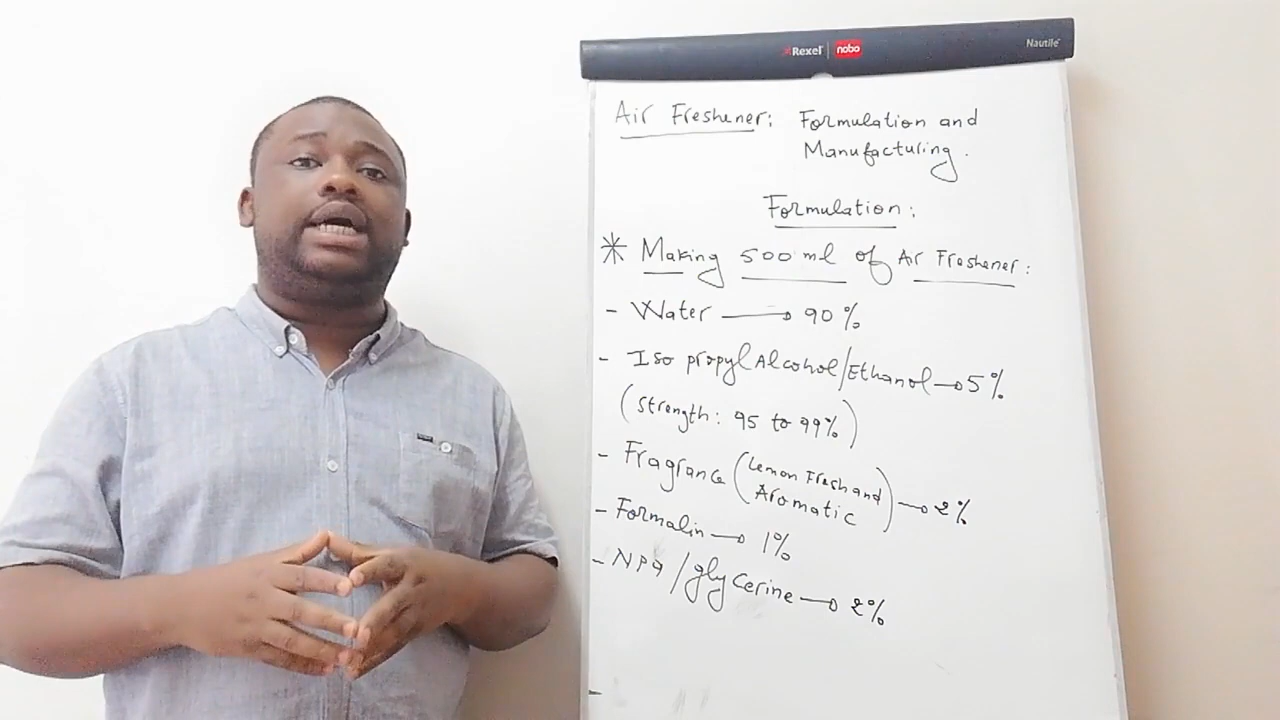 Rexel nobo Nautile
Air Freshener: Formulation and
Manufacturing.
Formulation:
* Making 500 ml of Air Freshener:
- Water → 90 %
- Iso propyl Alcohol/Ethanol → 5%
(Strength: 95 to 99%)
- Fragrance (Lemon Fresh and
Aromatic) → 2%
- Formalin → 1%
- NP9/glycerine → 2%